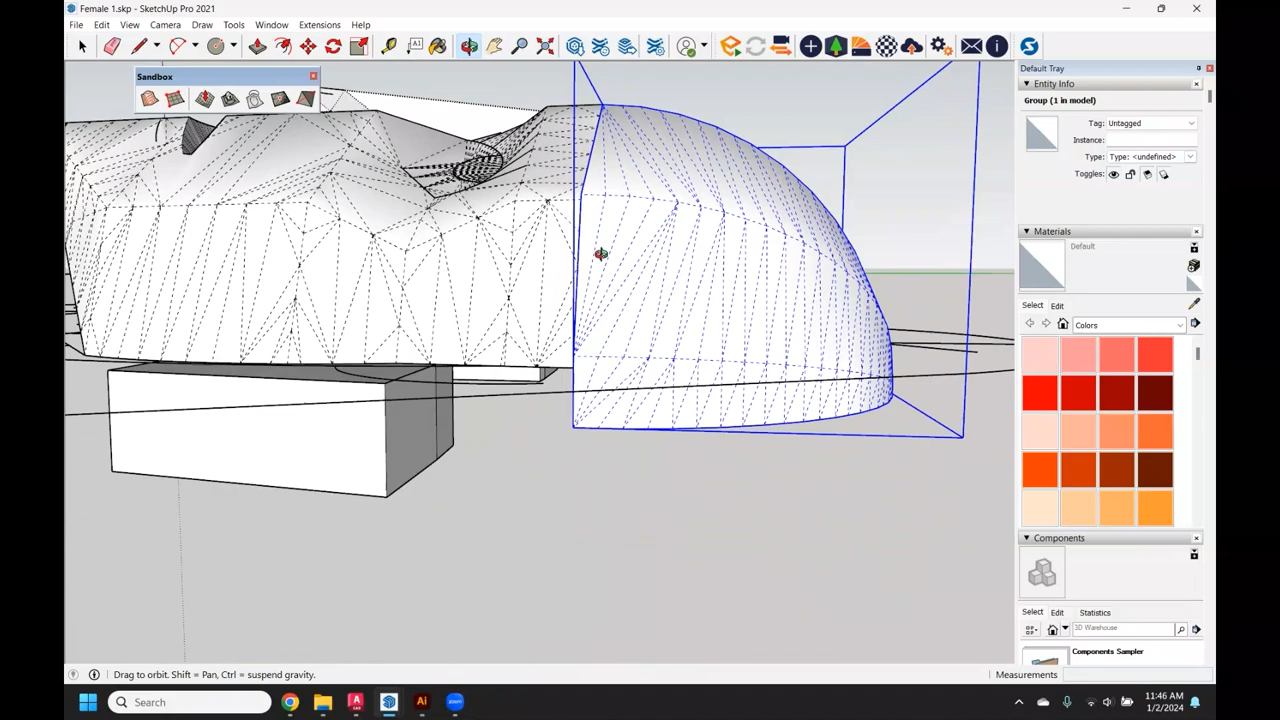 Female 1.skp - SketchUp Pro 2021
File Edit View Camera Draw Tools Window Extensions Help
A1
Sandbox
Default Tray
Entity Info
Group (1 in model)
Tag: Untagged
Instance:
Type: Type: <undefined>
Toggles:
Materials
Default
Select Edit
Colors
Components
Select Edit Statistics
3D Warehouse
Components Sampler
Drag to orbit. Shift = Pan, Ctrl = suspend gravity.
Measurements
Search
A
Ai
zoom
11:46 AM
1/2/2024